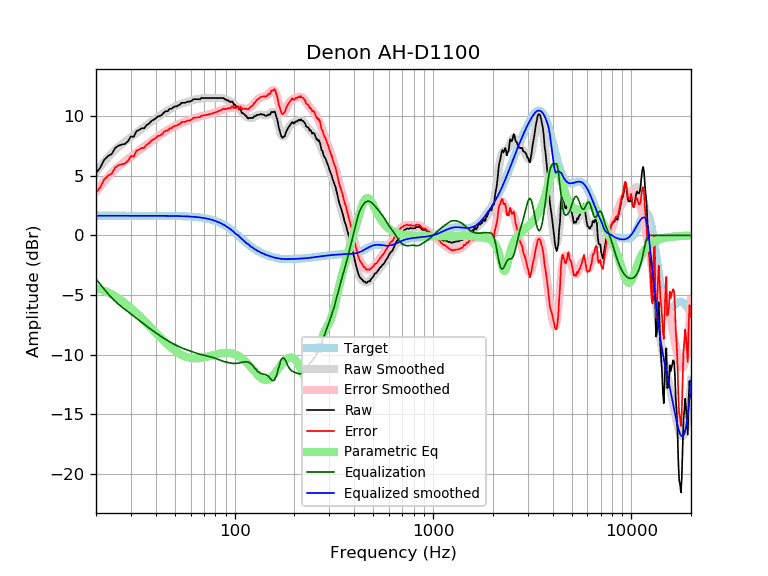 Denon AH-D1100
Amplitude (dBr)
10
5
0
−5
−10
−15
−20
Target
Raw Smoothed
Error Smoothed
Raw
Error
Parametric Eq
Equalization
Equalized smoothed
100
1000
10000
Frequency (Hz)